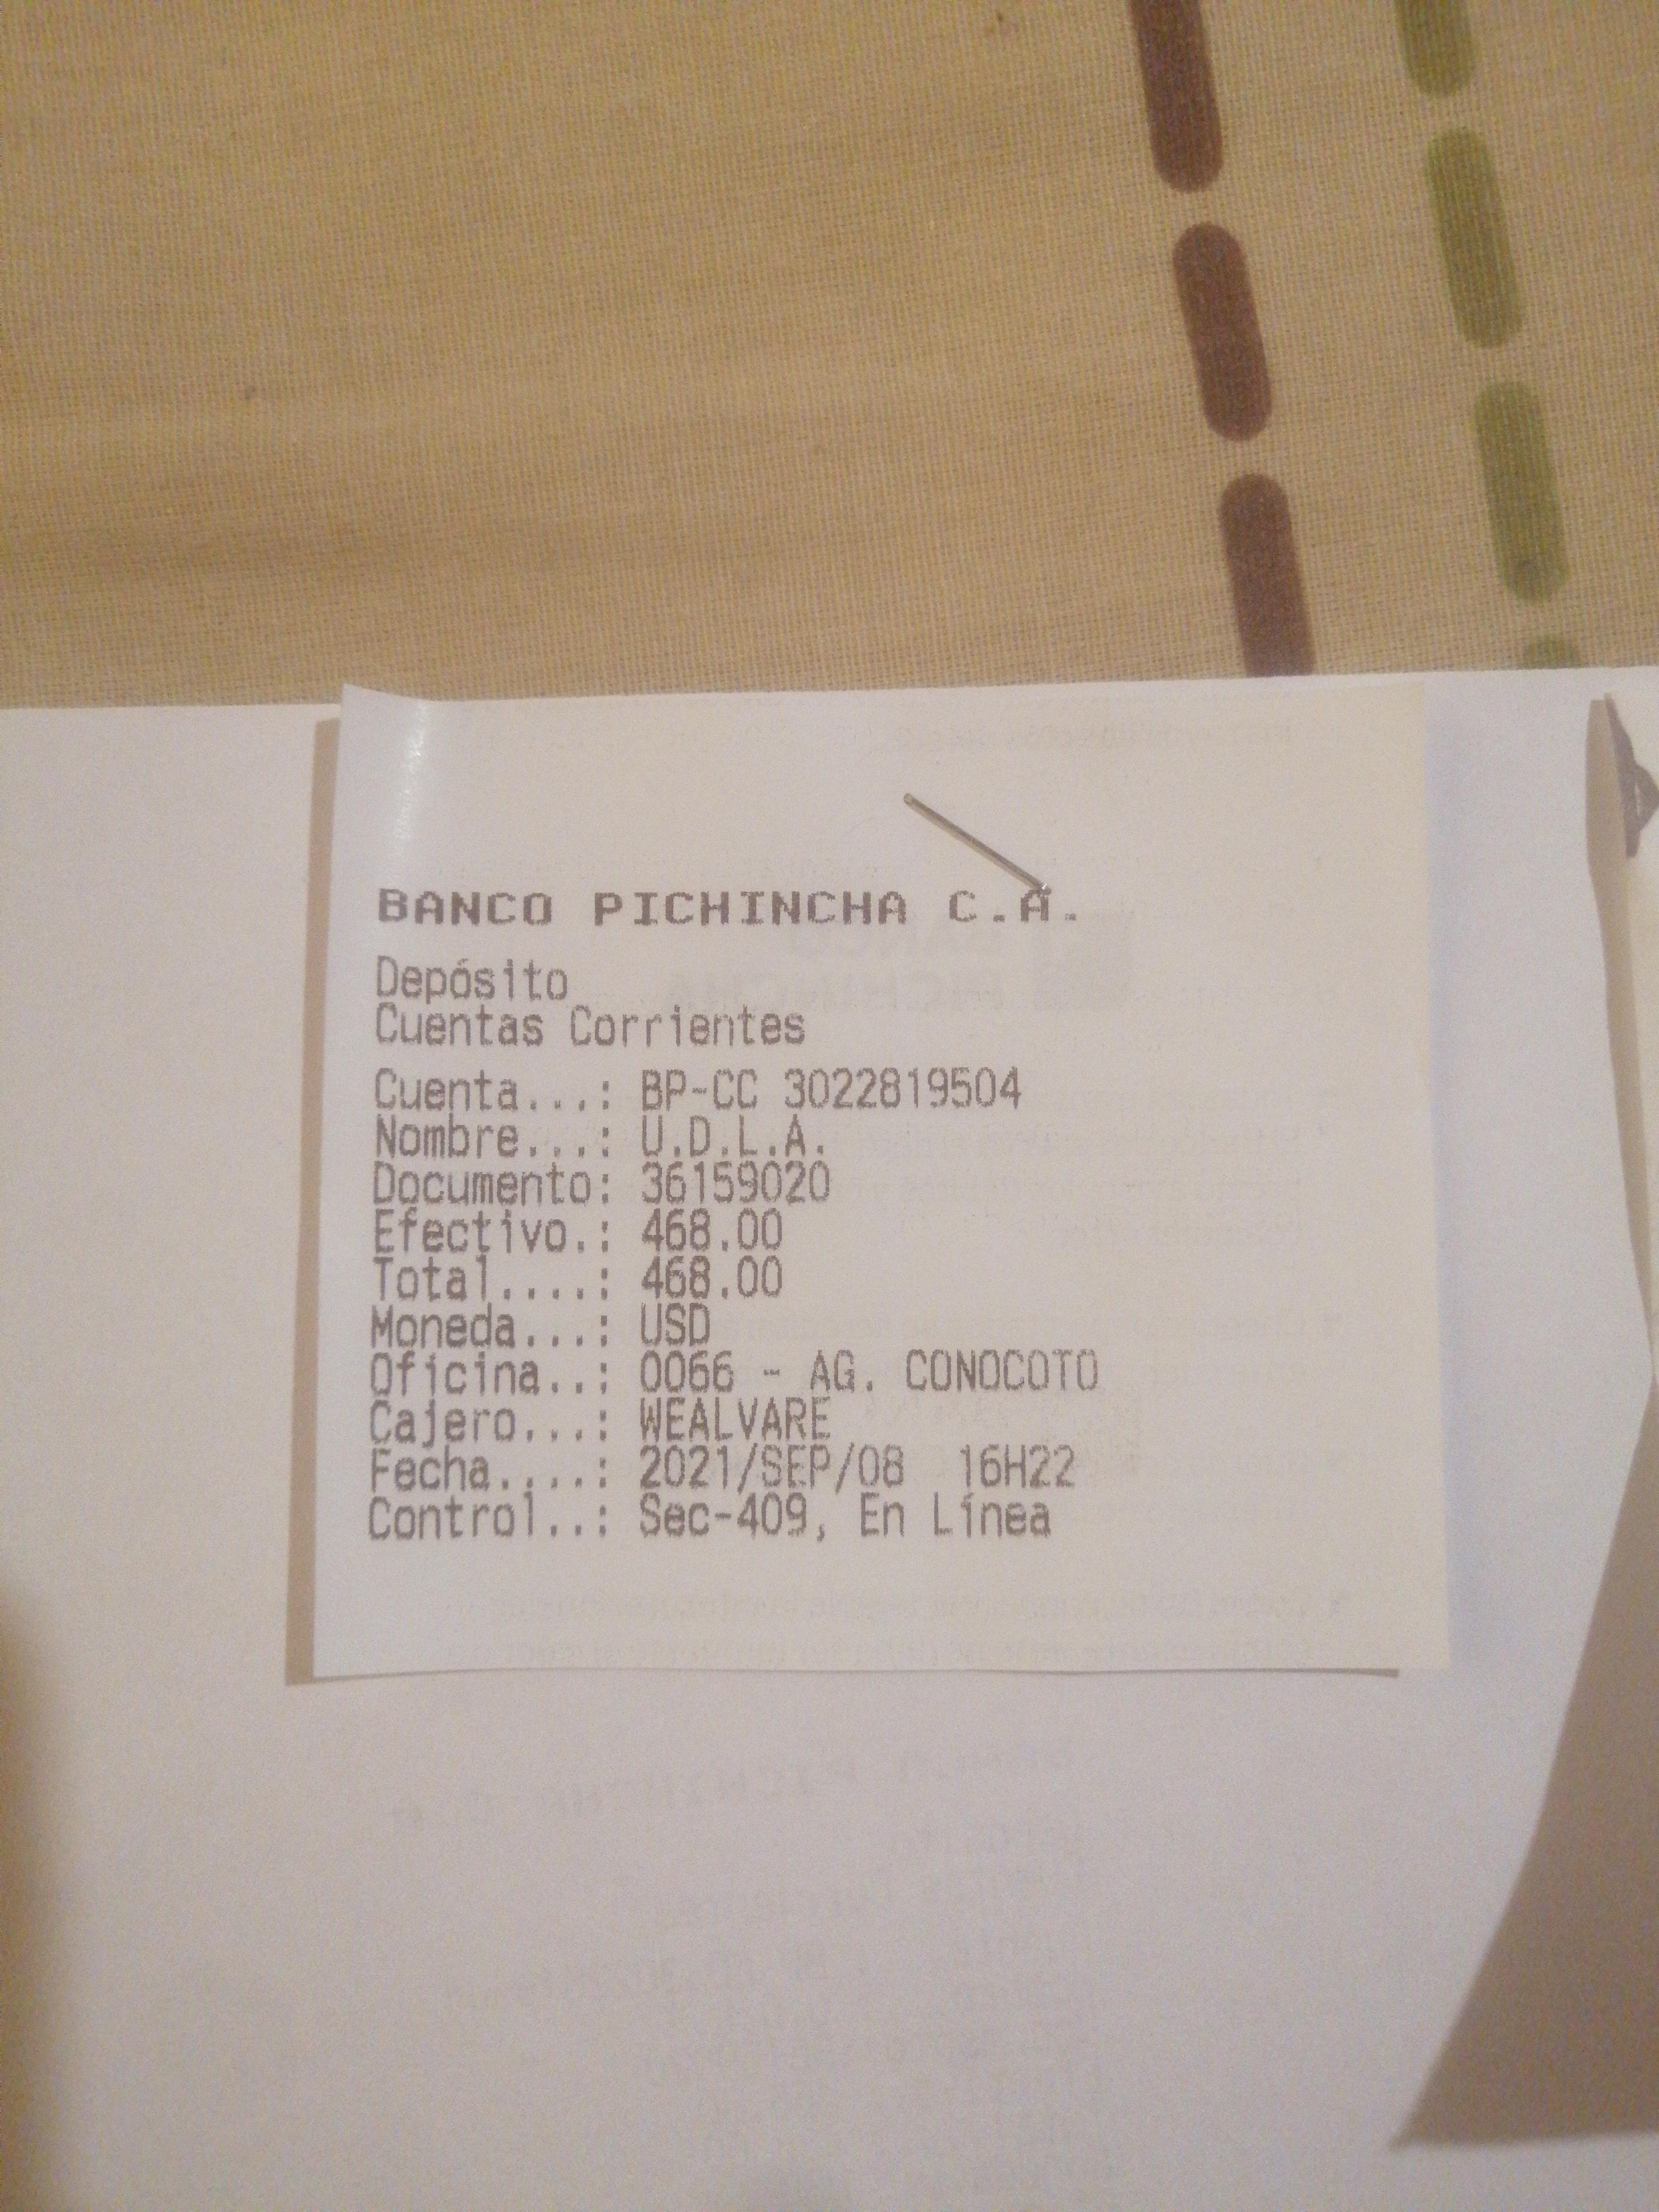 BANCO PICHINCHA C.A.
Depósito
Cuentas Corrientes
Cuenta...: BP-CC 3022819504
Nombre...: U.D.L.A.
Documento: 36159020
Efectivo.: 468.00
Total....: 468.00
Moneda...: USD
Oficina..: 0066 - AG. CONOCOTO
Cajero...: WEALVARE
Fecha....: 2021/SEP/08 16H22
Control..: Sec-409, En Línea